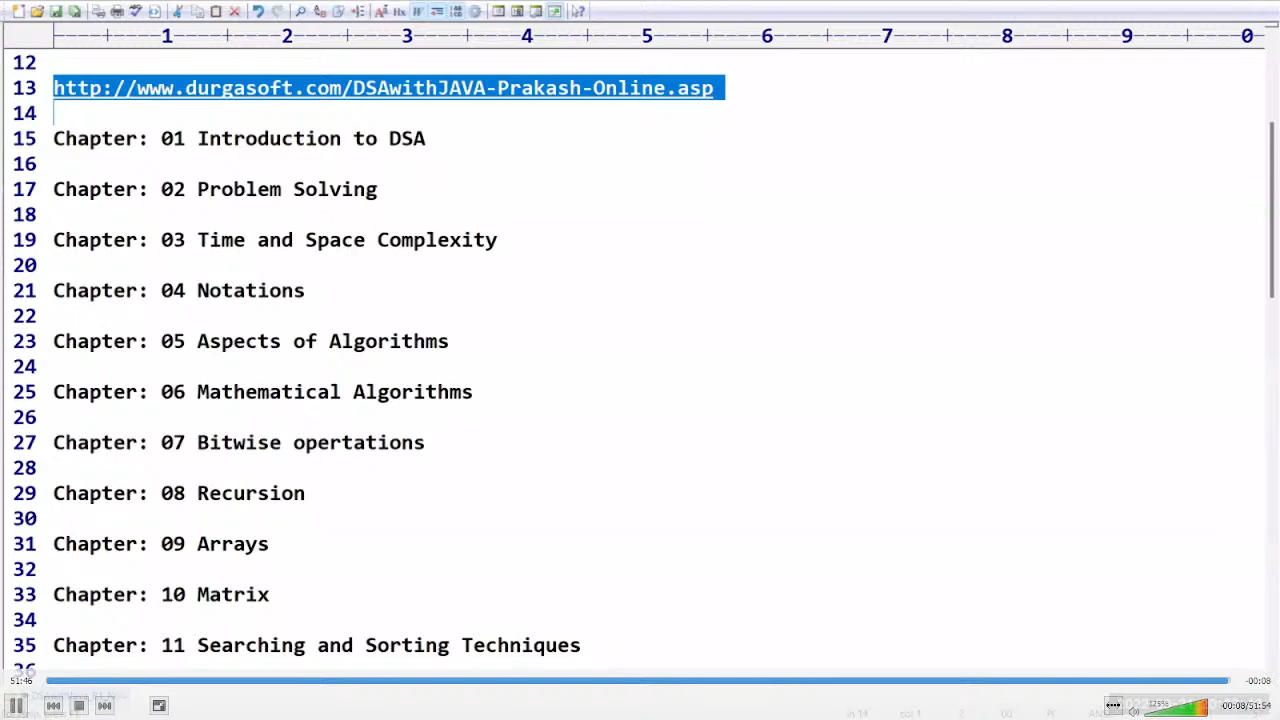 1 2 3 4 5 6 7 8 9 0
12
13 http://www.durgasoft.com/DSAwithJAVA-Prakash-Online.asp
14
15 Chapter: 01 Introduction to DSA
16
17 Chapter: 02 Problem Solving
18
19 Chapter: 03 Time and Space Complexity
20
21 Chapter: 04 Notations
22
23 Chapter: 05 Aspects of Algorithms
24
25 Chapter: 06 Mathematical Algorithms
26
27 Chapter: 07 Bitwise opertations
28
29 Chapter: 08 Recursion
30
31 Chapter: 09 Arrays
32
33 Chapter: 10 Matrix
34
35 Chapter: 11 Searching and Sorting Techniques
36
51:46 -00:08
125% -00:08/51:54